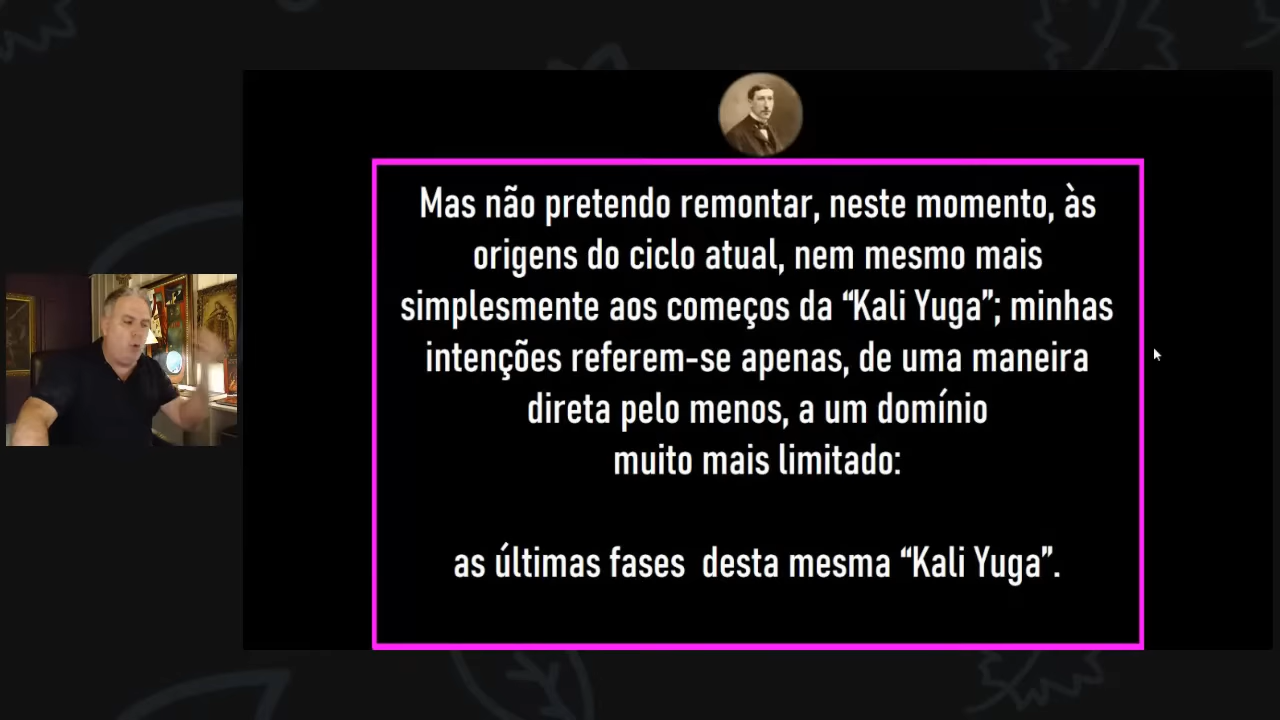 Mas não pretendo remontar, neste momento, às
origens do ciclo atual, nem mesmo mais
simplesmente aos começos da “Kali Yuga”; minhas
intenções referem-se apenas, de uma maneira
direta pelo menos, a um domínio
muito mais limitado:
as últimas fases desta mesma “Kali Yuga”.